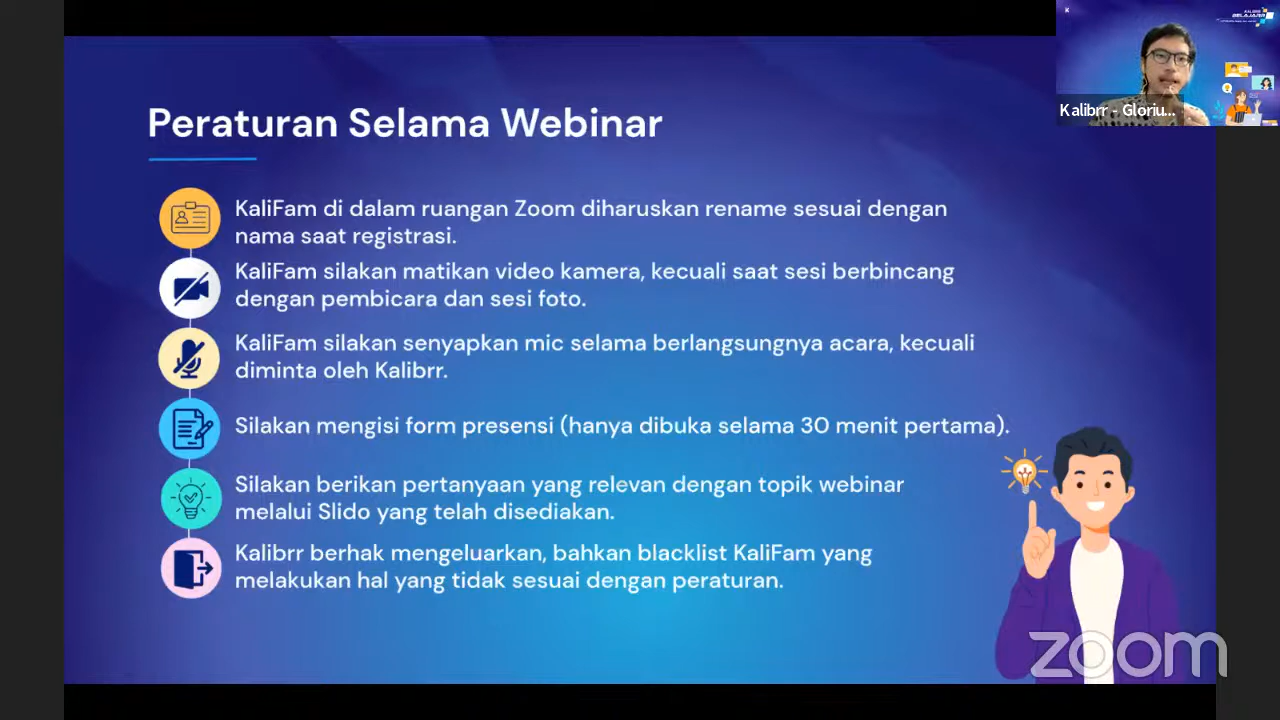 Peraturan Selama Webinar
KaliFam di dalam ruangan Zoom diharuskan rename sesuai dengan
nama saat registrasi.
KaliFam silakan matikan video kamera, kecuali saat sesi berbincang
dengan pembicara dan sesi foto.
KaliFam silakan senyapkan mic selama berlangsungnya acara, kecuali
diminta oleh Kalibrr.
Silakan mengisi form presensi (hanya dibuka selama 30 menit pertama).
Silakan berikan pertanyaan yang relevan dengan topik webinar
melalui Slido yang telah disediakan.
Kalibrr berhak mengeluarkan, bahkan blacklist KaliFam yang
melakukan hal yang tidak sesuai dengan peraturan.
Kalibrr - Gloriu...
zoom